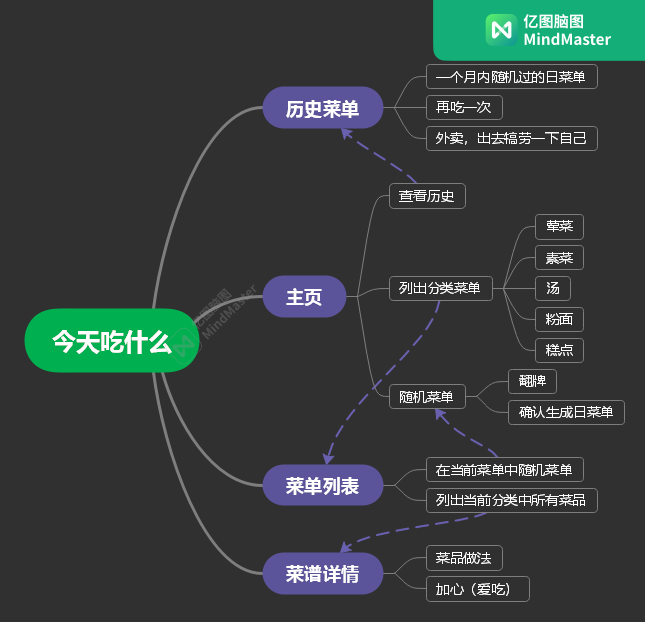 亿图脑图
MindMaster
今天吃什么
历史菜单
一个月内随机过的日菜单
再吃一次
外卖，出去犒劳一下自己
主页
查看历史
列出分类菜单
荤菜
素菜
汤
粉面
糕点
随机菜单
翻牌
确认生成日菜单
菜单列表
在当前菜单中随机菜单
列出当前分类中所有菜品
菜谱详情
菜品做法
加心（爱吃）
亿图脑图
MindMaster